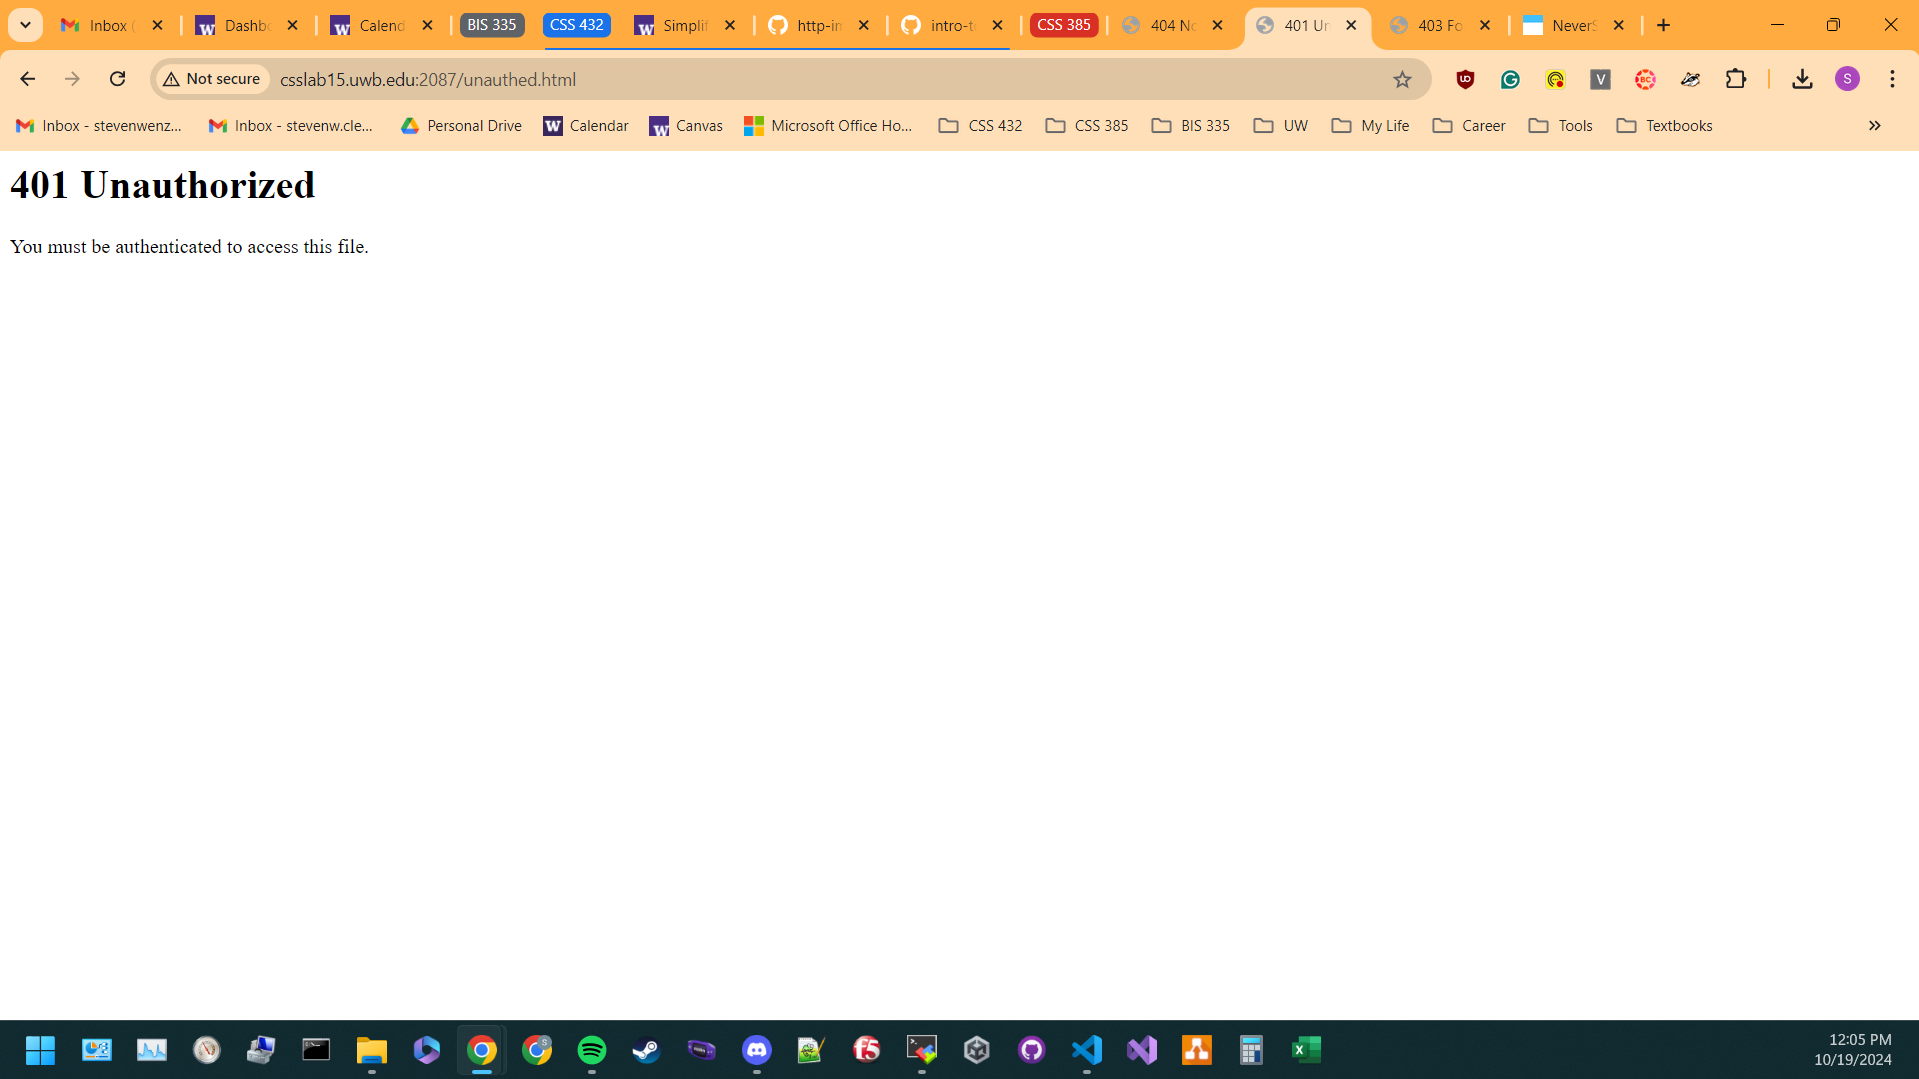 Inbox (
Dashbo
Calend
BIS 335
CSS 432
Simplif
http-im
intro-to
CSS 385
404 No
401 Un
403 Fo
NeverS
Not secure
csslab15.uwb.edu:2087/unauthed.html
Inbox - stevenwenz...
Inbox - stevenw.cle...
Personal Drive
Calendar
Canvas
Microsoft Office Ho...
CSS 432
CSS 385
BIS 335
UW
My Life
Career
Tools
Textbooks
401 Unauthorized
You must be authenticated to access this file.
12:05 PM
10/19/2024